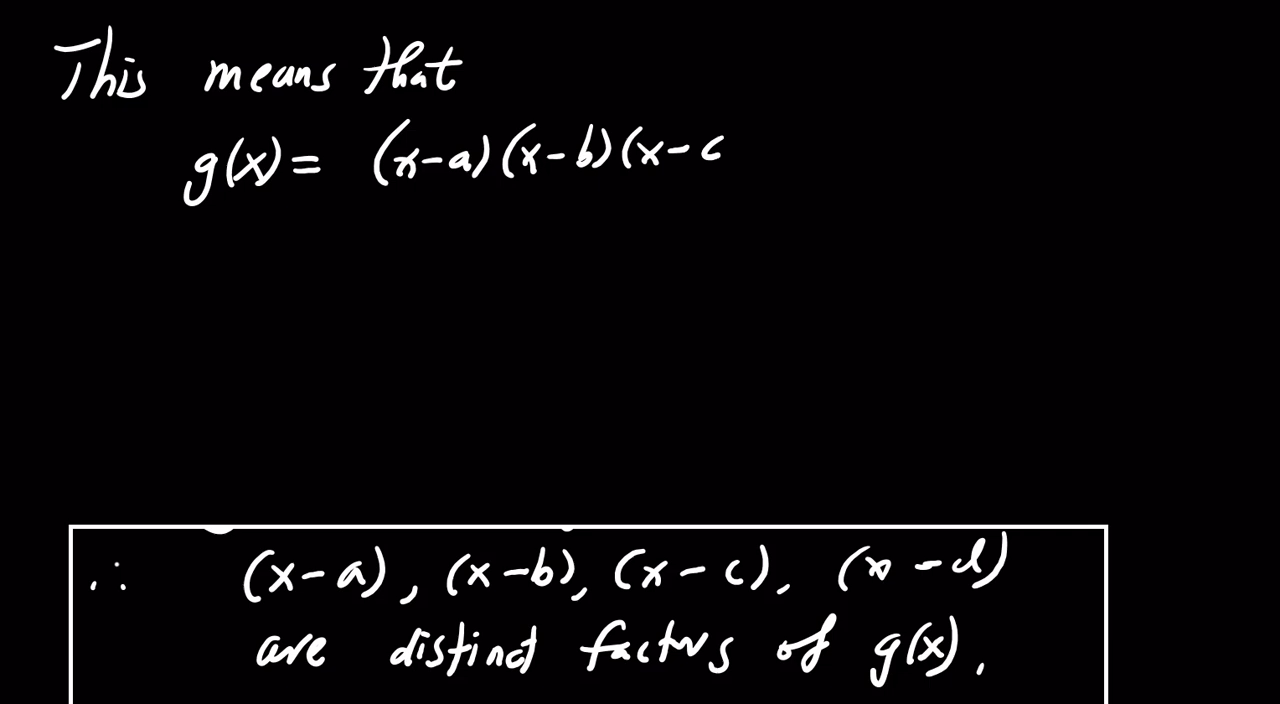 This means that
g(x) = (x-a)(x-b)(x-c
∴ (x-a), (x-b), (x-c), (x-d)
are distinct factors of g(x).